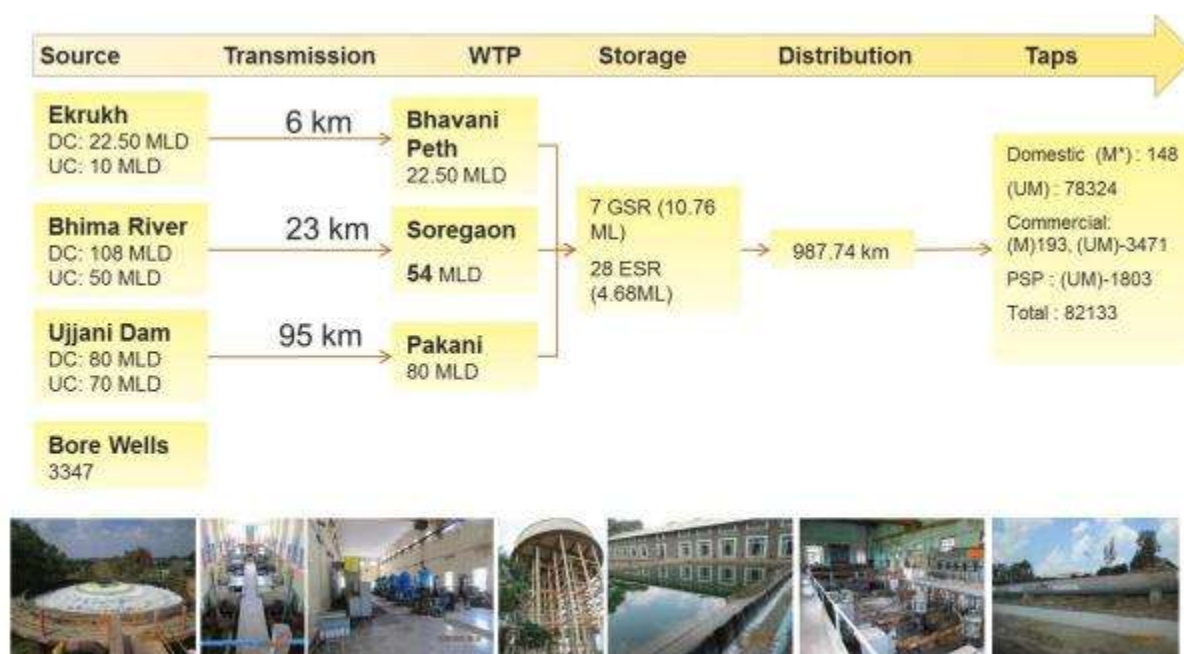 Source Transmission WTP Storage Distribution Taps
Ekrukh
DC: 22.50 MLD
UC: 10 MLD
6 km
Bhavani
Peth
22.50 MLD
Bhima River
DC: 108 MLD
UC: 50 MLD
23 km
Soregaon
54 MLD
Ujjani Dam
DC: 80 MLD
UC: 70 MLD
95 km
Pakani
80 MLD
Bore Wells
3347
7 GSR (10.76
ML)
28 ESR
(4.68ML)
987.74 km
Domestic (M*) : 148
(UM) : 78324
Commercial:
(M)193, (UM)-3471
PSP : (UM)-1803
Total : 82133